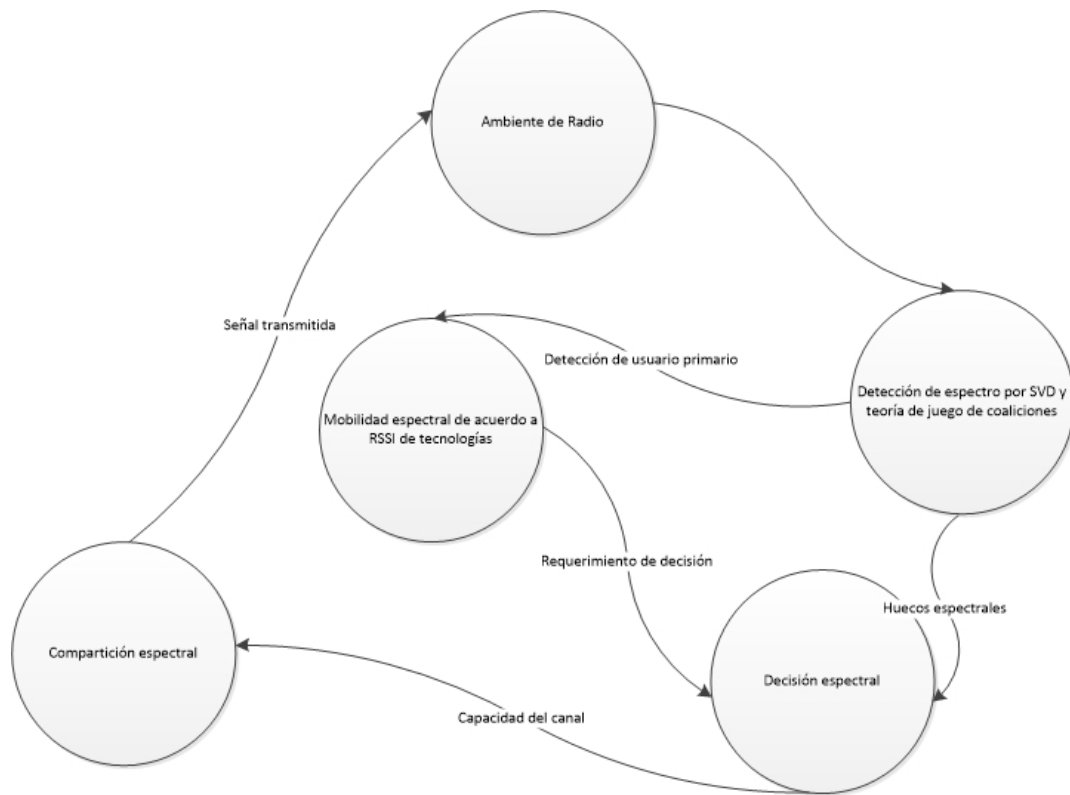 Ambiente de Radio
Señal transmitida
Detección de usuario primario
Detección de espectro por SVD y
teoría de juego de coaliciones
Mobilidad espectral de acuerdo a
RSSI de tecnologías
Requerimiento de decisión
Huecos espectrales
Compartición espectral
Decisión espectral
Capacidad del canal